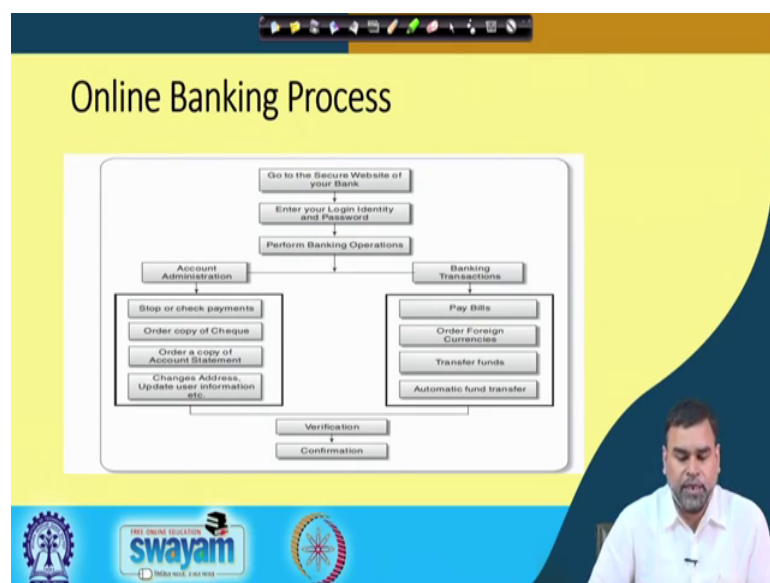 Online Banking Process
Go to the Secure Website of
your Bank
Enter your Login Identity
and Password
Perform Banking Operations
Account
Administration
Banking
Transactions
Stop or check payments
Order copy of Cheque
Order a copy of
Account Statement
Changes Address,
Update user information
etc.
Pay Bills
Order Foreign
Currencies
Transfer funds
Automatic fund transfer
Verification
Confirmation
FREE ONLINE EDUCATION
swayam